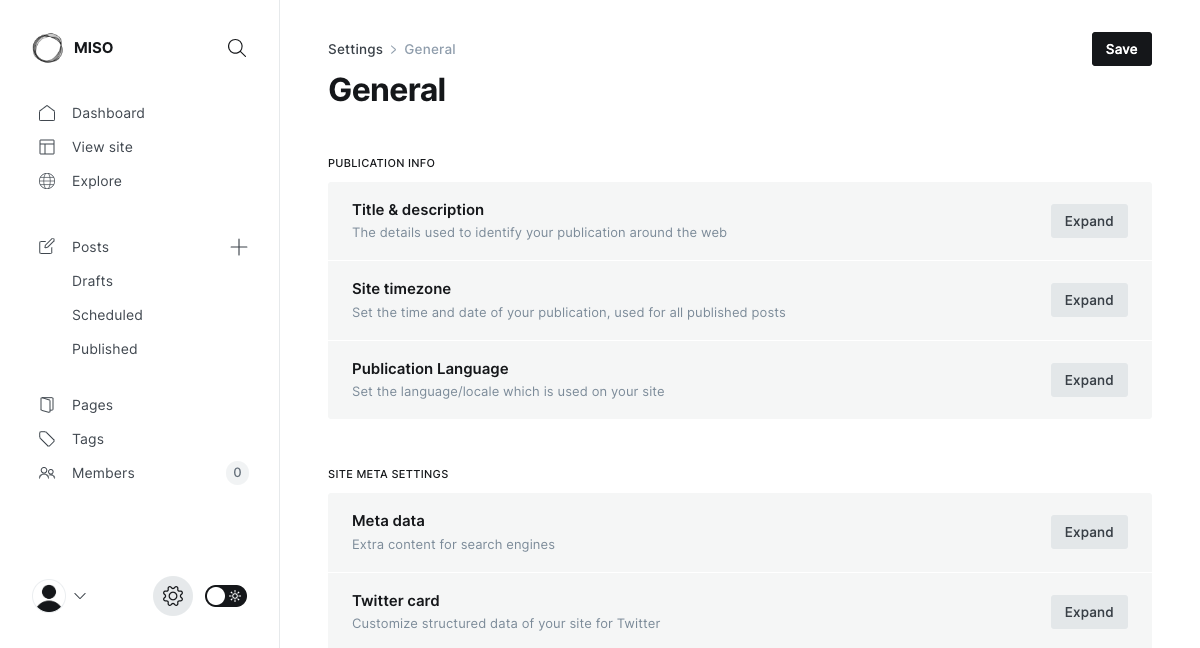 MISO
Dashboard
View site
Explore
Posts
Drafts
Scheduled
Published
Pages
Tags
Members 0
Settings General
Save
General
PUBLICATION INFO
Title & description
The details used to identify your publication around the web
Expand
Site timezone
Set the time and date of your publication, used for all published posts
Expand
Publication Language
Set the language/locale which is used on your site
Expand
SITE META SETTINGS
Meta data
Extra content for search engines
Expand
Twitter card
Customize structured data of your site for Twitter
Expand